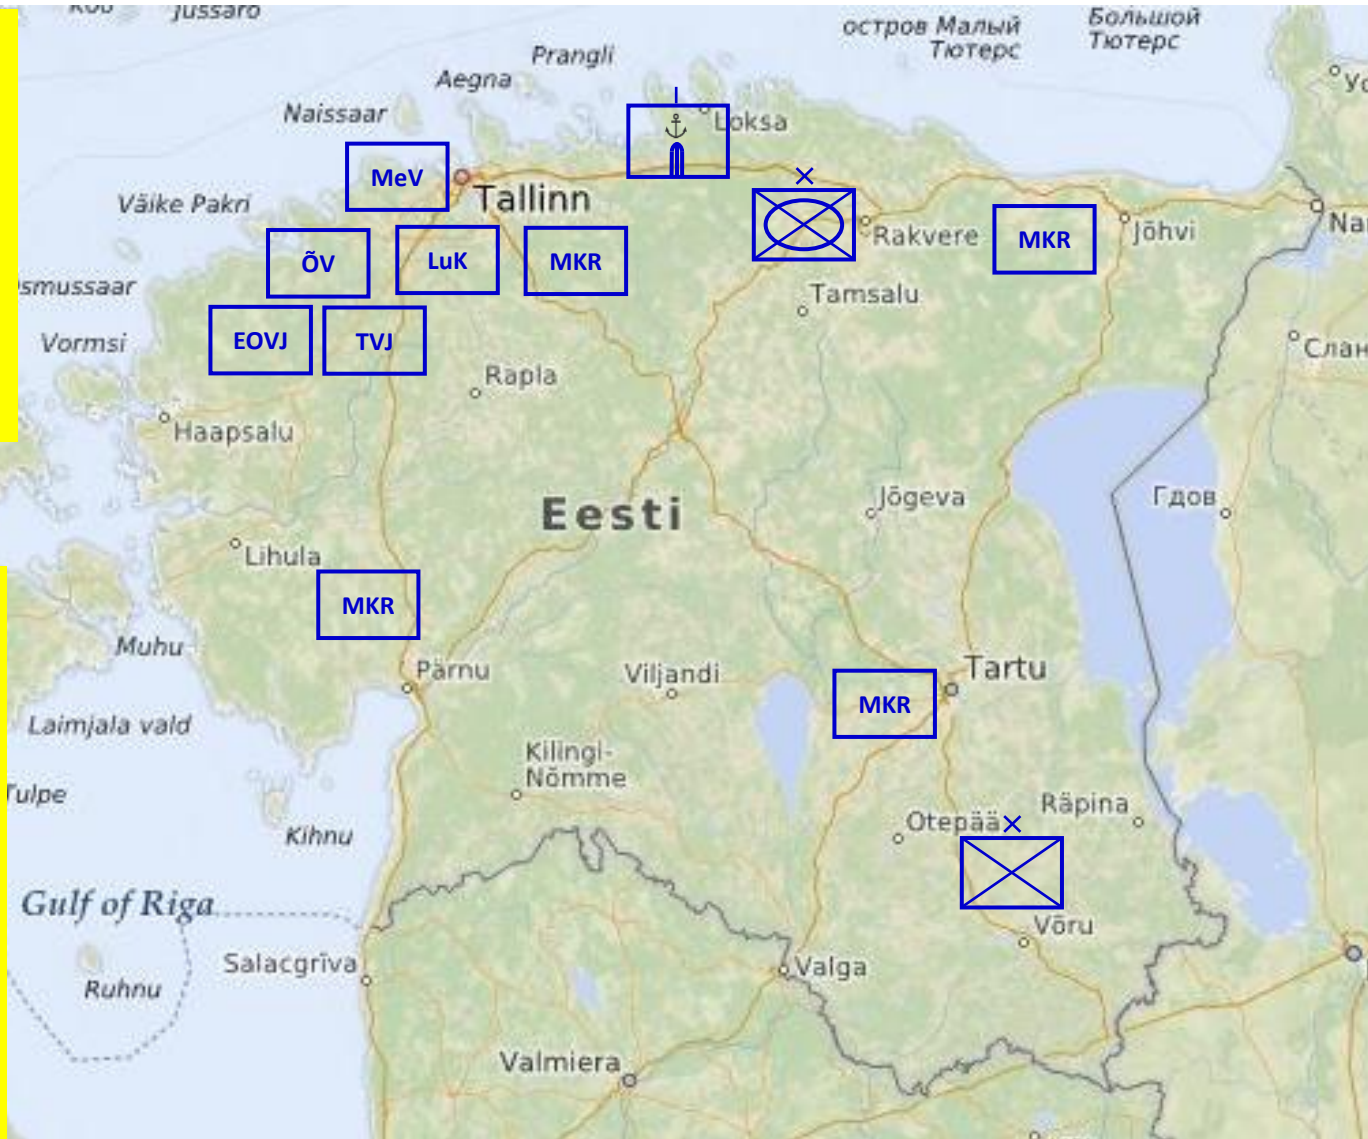 Jussarö
остров Малый
Тютерс
Большой
Тютерс
Prangli
Aegna
Naissaar
Loksa
MeV
Tallinn
Väike Pakri
Rakvere
MKR
Jõhvi
ÕV
LuK
MKR
Tamsalu
EOVJ
TVJ
Vormsi
Rapla
Haapsalu
Eesti
Jõgeva
Гдов
Lihula
MKR
Muhu
Pärnu
Viljandi
Tartu
MKR
Laimjala vald
Kilingi-
Nõmme
Räpina
Otepää
Kihnu
Gulf of Riga
Võru
Salacgrīva
Valga
Ruhnu
Valmiera